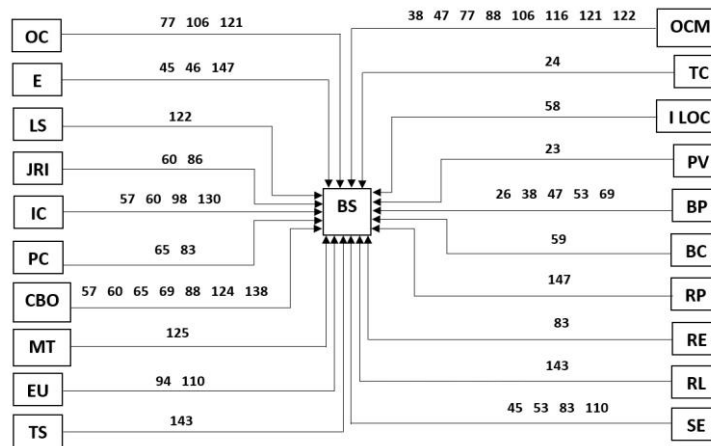 OC 77 106 121
E 45 46 147
LS 122
JRI 60 86
IC 57 60 98 130
PC 65 83
CBO 57 60 65 69 88 124 138
MT 125
EU 94 110
TS 143
BS
38 47 77 88 106 116 121 122 OCM
24 TC
58 I LOC
23 PV
26 38 47 53 69 BP
59 BC
147 RP
83 RE
143 RL
45 53 83 110 SE